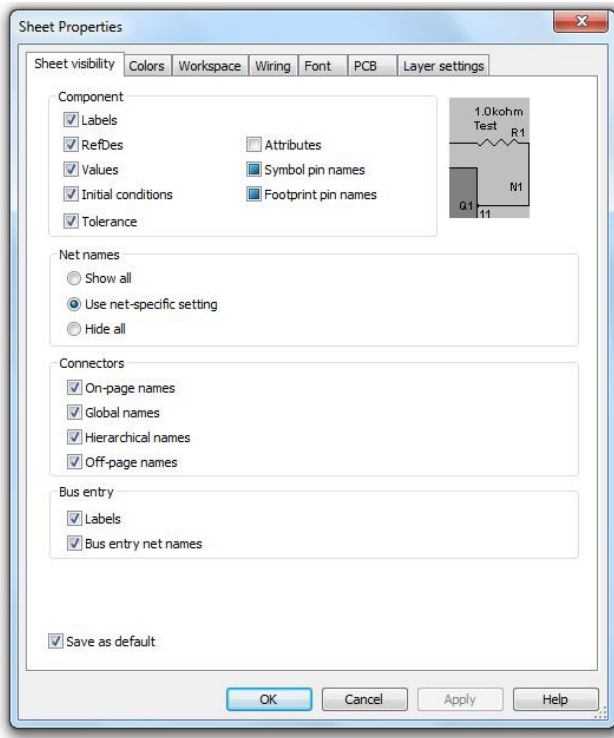 Sheet Properties
Sheet visibility Colors Workspace Wiring Font PCB Layer settings
Component
Labels
RefDes Attributes
Values Symbol pin names
Initial conditions Footprint pin names
Tolerance
1.0kohm
Test R1
N1
Q1
11
Net names
Show all
Use net-specific setting
Hide all
Connectors
On-page names
Global names
Hierarchical names
Off-page names
Bus entry
Labels
Bus entry net names
Save as default
OK Cancel Apply Help